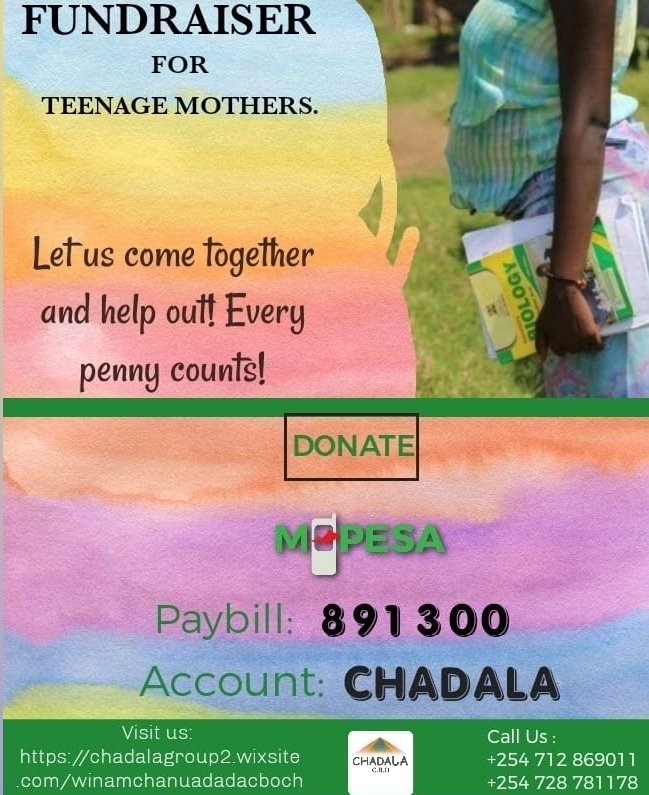 FUNDRAISER
FOR
TEENAGE MOTHERS.
Let us come together
and help out! Every
penny counts!
BIOLOGY
DONATE
M-PESA
Paybill: 891300
Account: CHADALA
Visit us:
https://chadalagroup2.wixsite
.com/winamchanuadadacboch
CHADALA
C.B.O
Call Us :
+254 712 869011
+254 728 781178